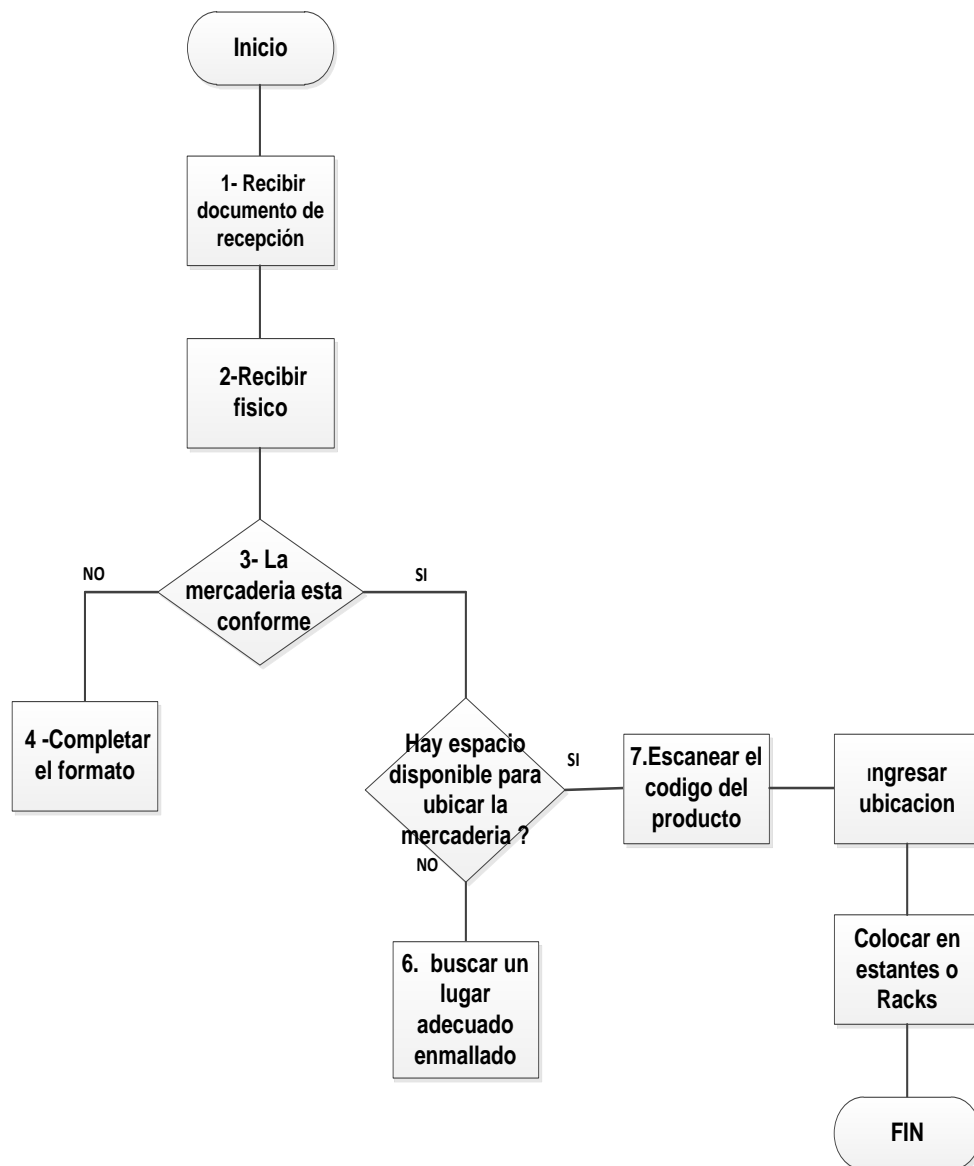 Inicio
1- Recibir
documento de
recepción
2-Recibir
fisico
3- La
mercaderia esta
conforme
NO
SI
4 -Completar
el formato
Hay espacio
disponible para
ubicar la
mercaderia ?
SI
NO
7.Escanear el
codigo del
producto
Ingresar
ubicacion
6. buscar un
lugar
adecuado
enmallado
Colocar en
estantes o
Racks
FIN